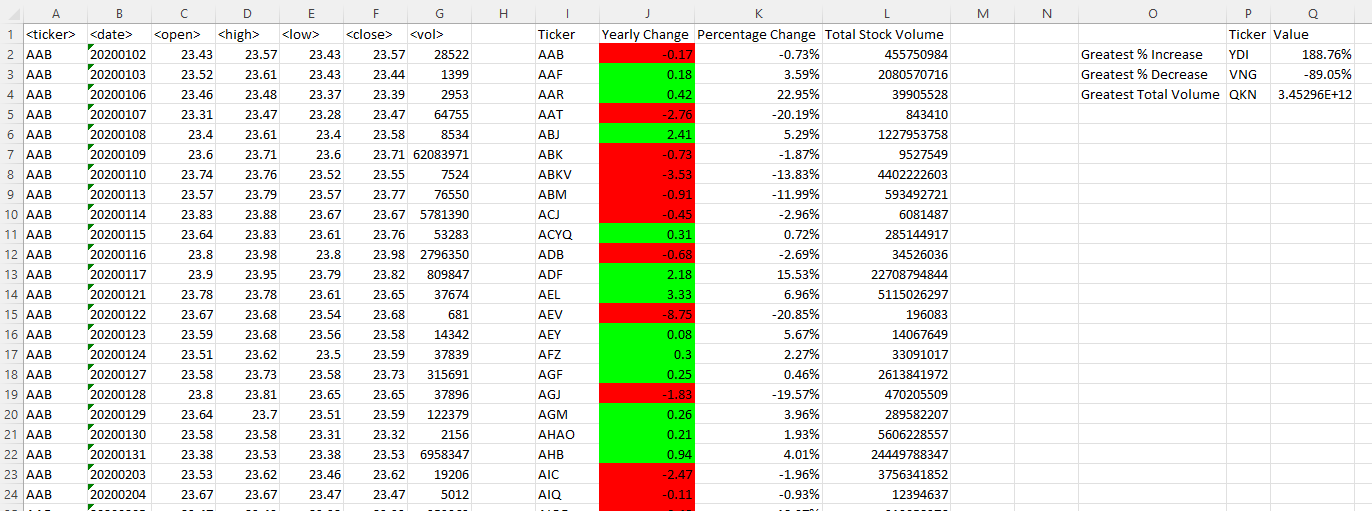 A B C D E F G H I J K L M N O P Q
1 <ticker> <date> <open> <high> <low> <close> <vol> Ticker Yearly Change Percentage Change Total Stock Volume Ticker Value
2 AAB 20200102 23.43 23.57 23.43 23.57 28522 AAB -0.17 -0.73% 455750984 Greatest % Increase YDI 188.76%
3 AAB 20200103 23.52 23.61 23.43 23.44 1399 AAF 0.18 3.59% 2080570716 Greatest % Decrease VNG -89.05%
4 AAB 20200106 23.46 23.48 23.37 23.39 2953 AAR 0.42 22.95% 39905528 Greatest Total Volume QKN 3.45296E+12
5 AAB 20200107 23.31 23.47 23.28 23.47 64755 AAT -2.76 -20.19% 843410
6 AAB 20200108 23.4 23.61 23.4 23.58 8534 ABJ 2.41 5.29% 1227953758
7 AAB 20200109 23.6 23.71 23.6 23.71 62083971 ABK -0.73 -1.87% 9527549
8 AAB 20200110 23.74 23.76 23.52 23.55 7524 ABKV -3.53 -13.83% 4402222603
9 AAB 20200113 23.57 23.79 23.57 23.77 76550 ABM -0.91 -11.99% 593492721
10 AAB 20200114 23.83 23.88 23.67 23.67 5781390 ACJ -0.45 -2.96% 6081487
11 AAB 20200115 23.64 23.83 23.61 23.76 53283 ACYQ 0.31 0.72% 285144917
12 AAB 20200116 23.8 23.98 23.8 23.98 2796350 ADB -0.68 -2.69% 34526036
13 AAB 20200117 23.9 23.95 23.79 23.82 809847 ADF 2.18 15.53% 22708794844
14 AAB 20200121 23.78 23.78 23.61 23.65 37674 AEL 3.33 6.96% 5115026297
15 AAB 20200122 23.67 23.68 23.54 23.68 681 AEV -8.75 -20.85% 196083
16 AAB 20200123 23.59 23.68 23.56 23.58 14342 AEY 0.08 5.67% 14067649
17 AAB 20200124 23.51 23.62 23.5 23.59 37839 AFZ 0.3 2.27% 33091017
18 AAB 20200127 23.58 23.73 23.58 23.73 315691 AGF 0.25 0.46% 2613841972
19 AAB 20200128 23.8 23.81 23.65 23.65 37896 AGJ -1.83 -19.57% 470205509
20 AAB 20200129 23.64 23.7 23.51 23.59 122379 AGM 0.26 3.96% 289582207
21 AAB 20200130 23.58 23.58 23.31 23.32 2156 AHAO 0.21 1.93% 5606228557
22 AAB 20200131 23.38 23.53 23.38 23.53 6958347 AHB 0.94 4.01% 24449788347
23 AAB 20200203 23.53 23.62 23.46 23.62 19206 AIC -2.47 -1.96% 3756341852
24 AAB 20200204 23.67 23.67 23.47 23.47 5012 AIQ -0.11 -0.93% 12394637